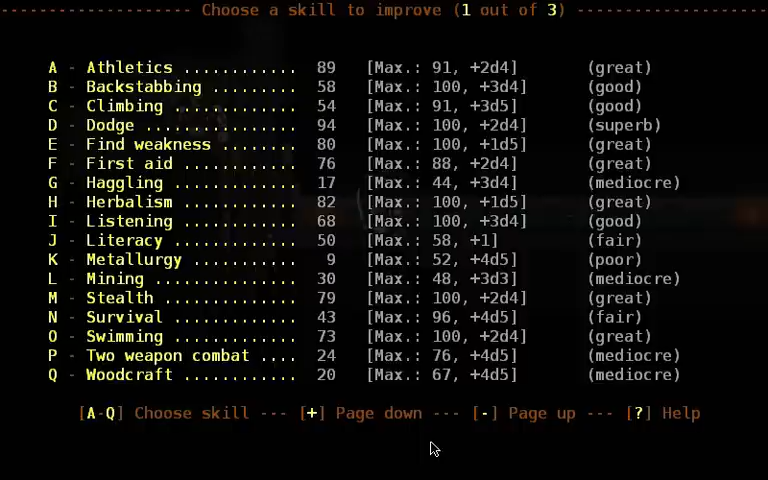 ------------------- Choose a skill to improve (1 out of 3) -------------------
A - Athletics ............ 89 [Max.: 91, +2d4] (great)
B - Backstabbing ......... 58 [Max.: 100, +3d4] (good)
C - Climbing ............. 54 [Max.: 91, +3d5] (good)
D - Dodge ................ 94 [Max.: 100, +2d4] (superb)
E - Find weakness ........ 80 [Max.: 100, +1d5] (great)
F - First aid ............ 76 [Max.: 88, +2d4] (great)
G - Haggling ............. 17 [Max.: 44, +3d4] (mediocre)
H - Herbalism ............ 82 [Max.: 100, +1d5] (great)
I - Listening ............ 68 [Max.: 100, +3d4] (good)
J - Literacy ............. 50 [Max.: 58, +1] (fair)
K - Metallurgy ........... 9 [Max.: 52, +4d5] (poor)
L - Mining ............... 30 [Max.: 48, +3d3] (mediocre)
M - Stealth .............. 79 [Max.: 100, +2d4] (great)
N - Survival ............. 43 [Max.: 96, +4d5] (fair)
O - Swimming ............. 73 [Max.: 100, +2d4] (great)
P - Two weapon combat .... 24 [Max.: 76, +4d5] (mediocre)
Q - Woodcraft ............ 20 [Max.: 67, +4d5] (mediocre)
[A-Q] Choose skill --- [+] Page down --- [-] Page up --- [?] Help